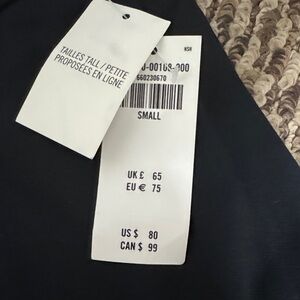 TAILLES TALL / PETITE
PROPOSÉES EN LIGNE
NSH
-00168-000
660230670
SMALL
UK £ 65
EU € 75
US $ 80
CAN $ 99